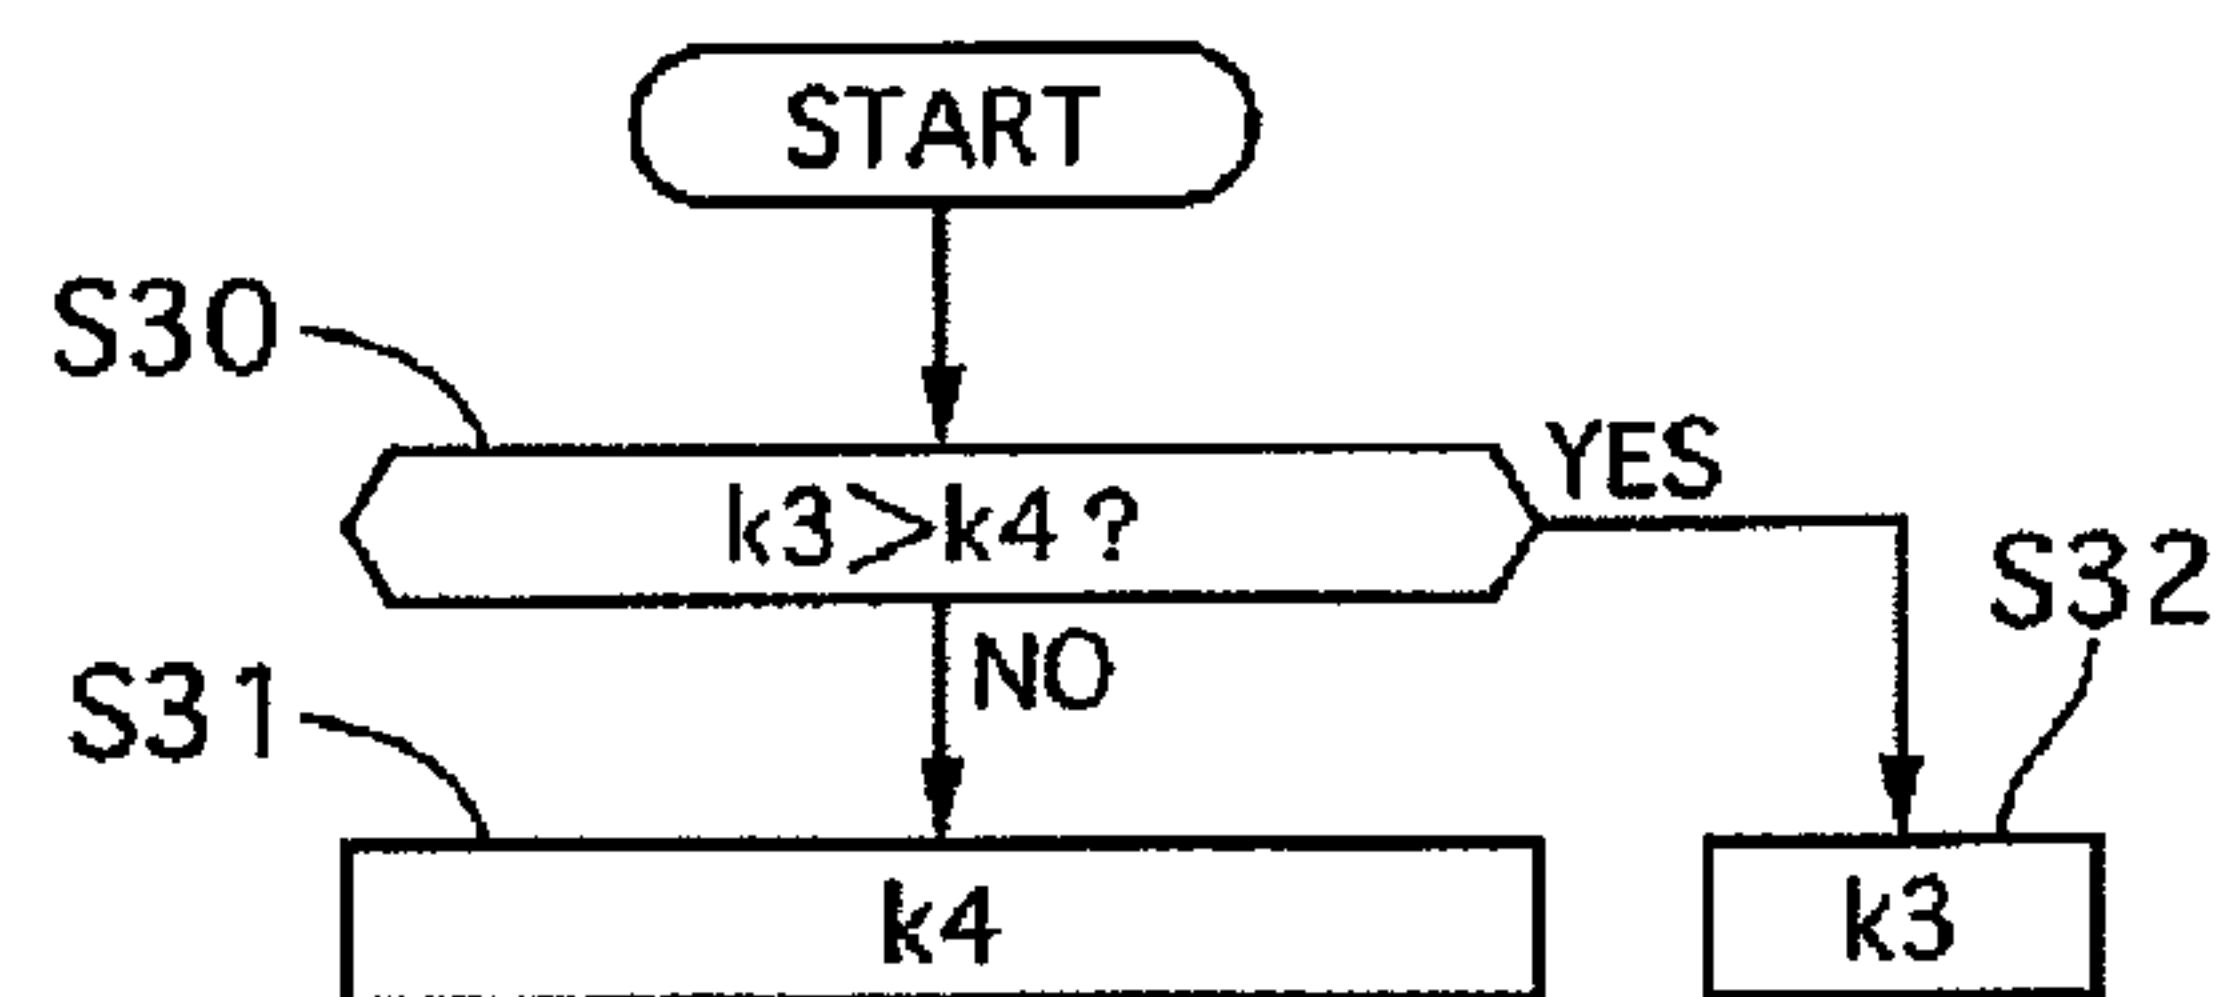 START
S30
YES
k3>k4?
S32
NO
S31
k4
k3